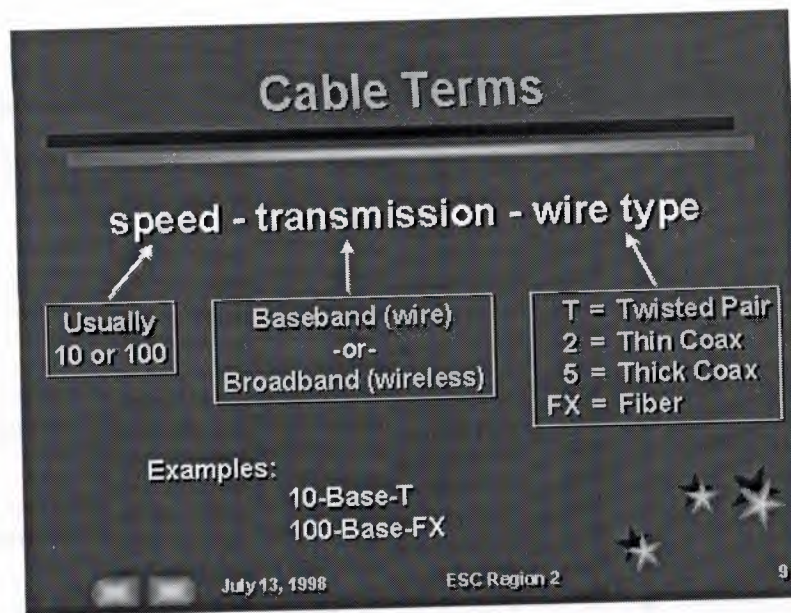 Cable Terms
speed - transmission - wire type
Usually
10 or 100
Baseband (wire)
-or-
Broadband (wireless)
T = Twisted Pair
2 = Thin Coax
5 = Thick Coax
FX = Fiber
Examples:
10-Base-T
100-Base-FX
July 13, 1998 ESC Region 2 9